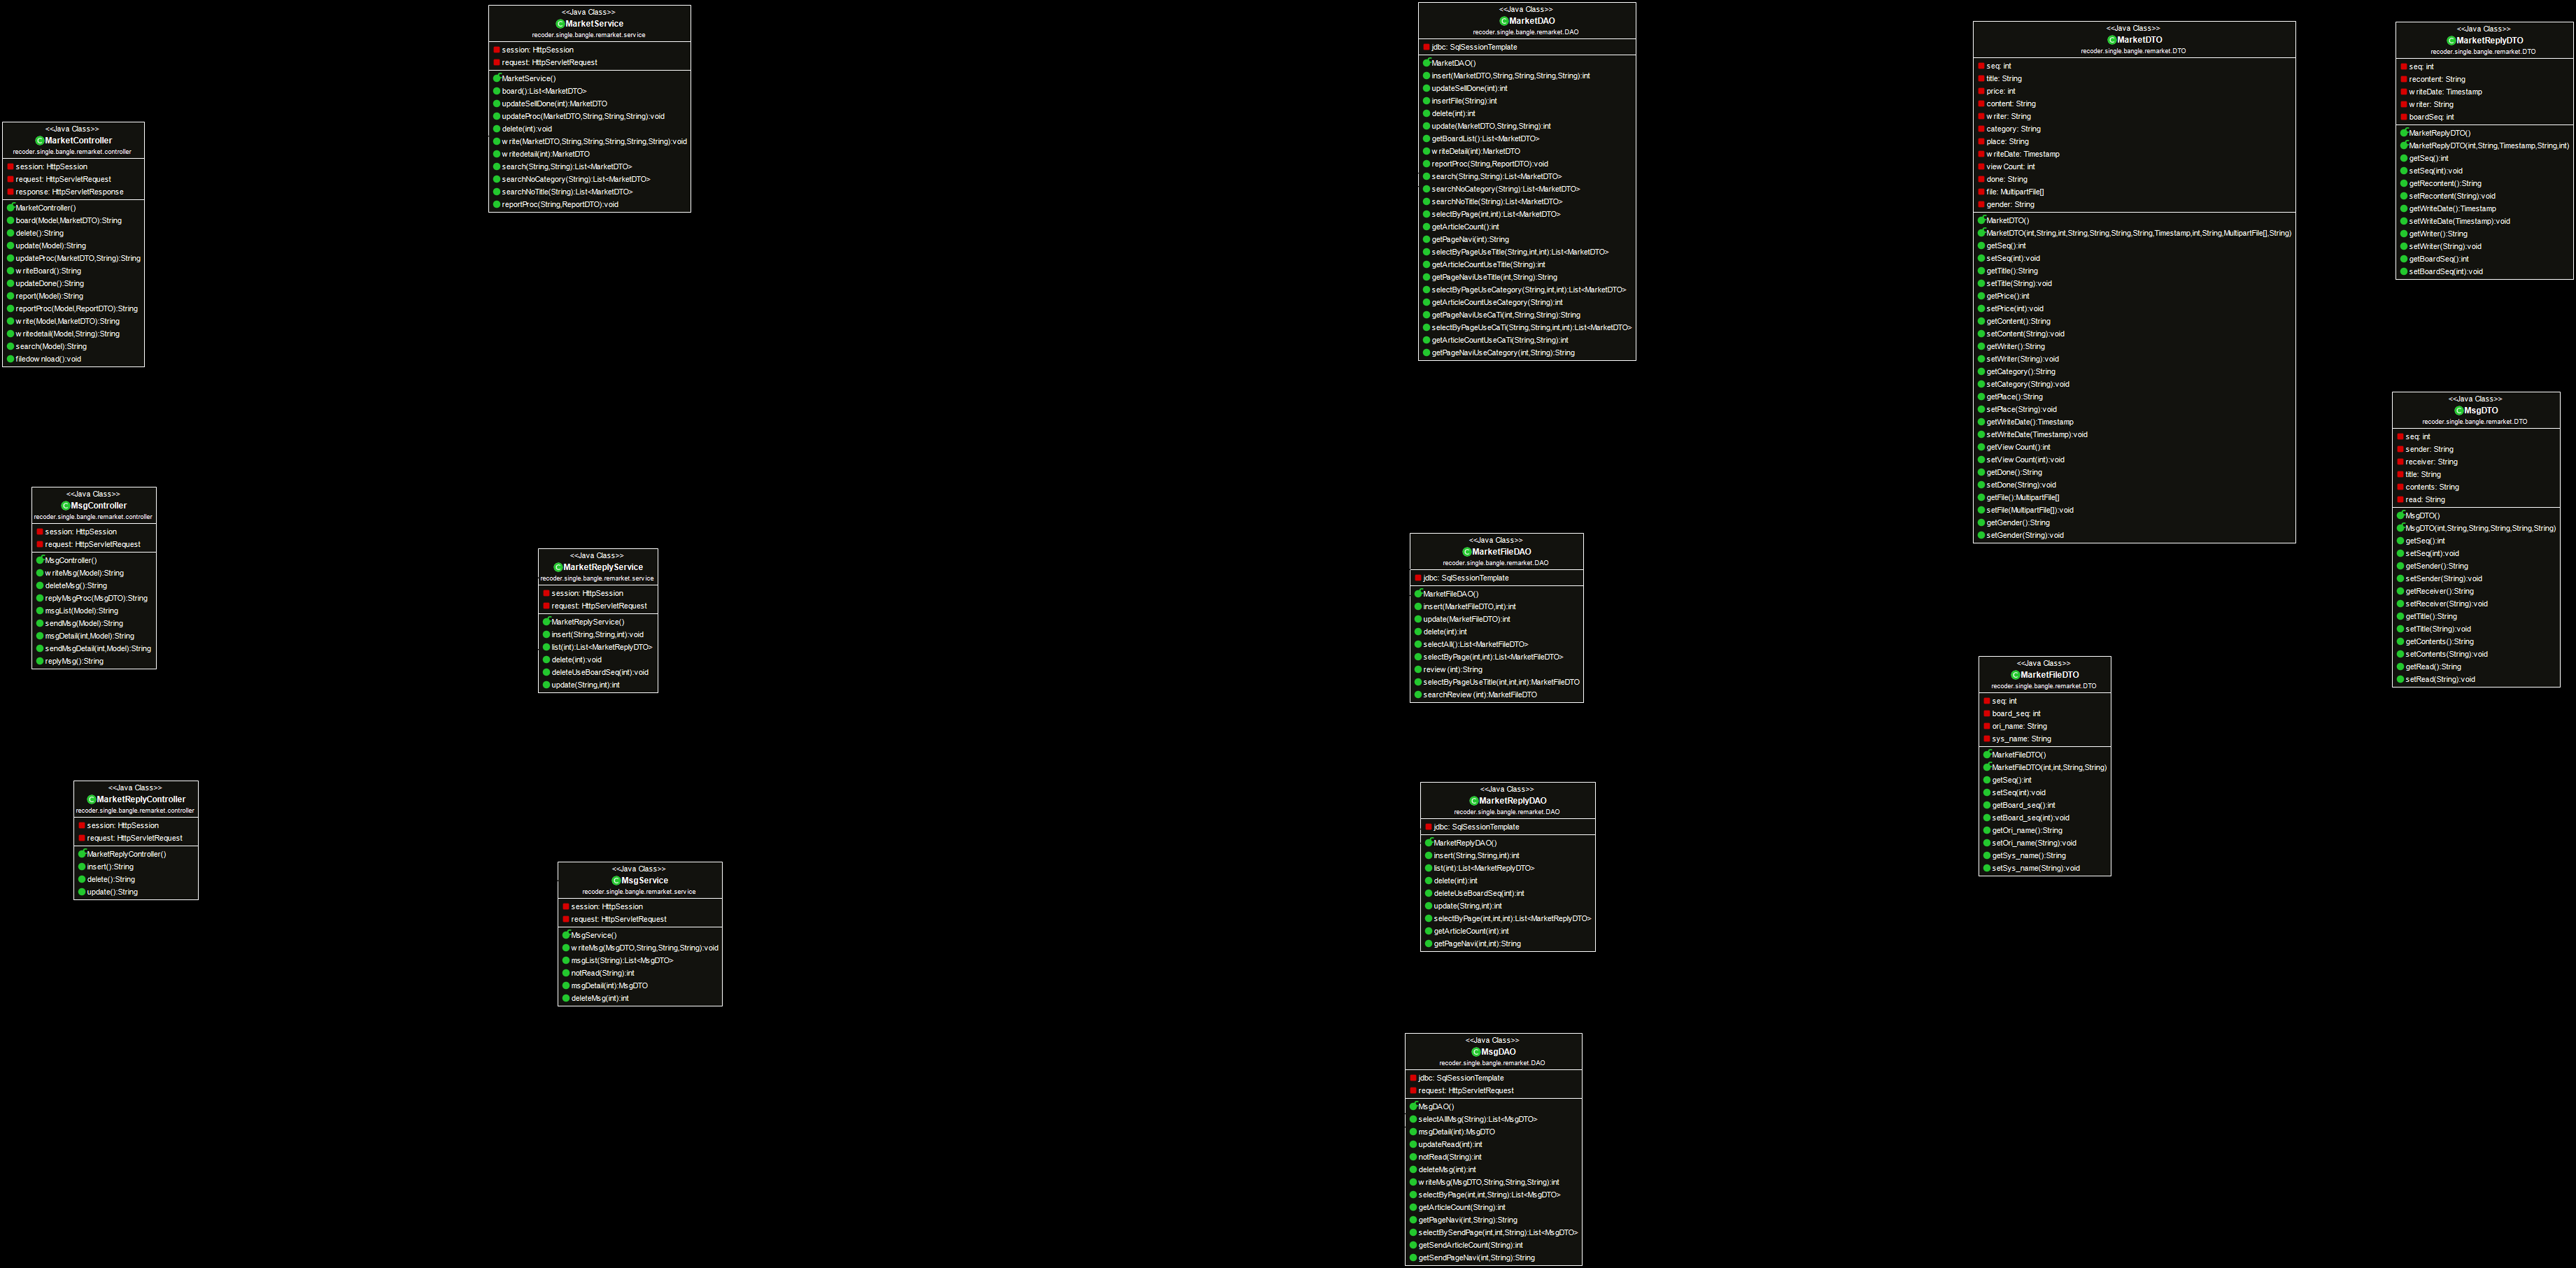 <<Java Class>>
MarketController
recoder.single.bangle.remarket.controller
session: HttpSession
request: HttpServletRequest
response: HttpServletResponse
MarketController()
board(Model,MarketDTO):String
delete():String
update(Model):String
updateProc(MarketDTO,String):String
writeBoard():String
updateDone():String
report(Model):String
reportProc(Model,ReportDTO):String
write(Model,MarketDTO):String
writedetail(Model,String):String
search(Model):String
filedownload():void
<<Java Class>>
MsgController
recoder.single.bangle.remarket.controller
session: HttpSession
request: HttpServletRequest
MsgController()
writeMsg(Model):String
deleteMsg():String
replyMsgProc(MsgDTO):String
msgList(Model):String
sendMsg(Model):String
msgDetail(int,Model):String
sendMsgDetail(int,Model):String
replyMsg():String
<<Java Class>>
MarketReplyController
recoder.single.bangle.remarket.controller
session: HttpSession
request: HttpServletRequest
MarketReplyController()
insert():String
delete():String
update():String
<<Java Class>>
MarketService
recoder.single.bangle.remarket.service
session: HttpSession
request: HttpServletRequest
MarketService()
board():List<MarketDTO>
updateSellDone(int):MarketDTO
updateProc(MarketDTO,String,String,String):void
delete(int):void
write(MarketDTO,String,String,String,String,String):void
writedetail(int):MarketDTO
search(String,String):List<MarketDTO>
searchNoCategory(String):List<MarketDTO>
searchNoTitle(String):List<MarketDTO>
reportProc(String,ReportDTO):void
<<Java Class>>
MarketReplyService
recoder.single.bangle.remarket.service
session: HttpSession
request: HttpServletRequest
MarketReplyService()
insert(String,String,int):void
list(int):List<MarketReplyDTO>
delete(int):void
deleteUseBoardSeq(int):void
update(String,int):int
<<Java Class>>
MsgService
recoder.single.bangle.remarket.service
session: HttpSession
request: HttpServletRequest
MsgService()
writeMsg(MsgDTO,String,String,String):void
msgList(String):List<MsgDTO>
notRead(String):int
msgDetail(int):MsgDTO
deleteMsg(int):int
<<Java Class>>
MarketDAO
recoder.single.bangle.remarket.DAO
jdbc: SqlSessionTemplate
MarketDAO()
insert(MarketDTO,String,String,String,String):int
updateSellDone(int):int
insertFile(String):int
delete(int):int
update(MarketDTO,String,String):int
getBoardList():List<MarketDTO>
writeDetail(int):MarketDTO
reportProc(String,ReportDTO):void
search(String,String):List<MarketDTO>
searchNoCategory(String):List<MarketDTO>
searchNoTitle(String):List<MarketDTO>
selectByPage(int,int):List<MarketDTO>
getArticleCount():int
getPageNavi(int):String
selectByPageUseTitle(String,int,int):List<MarketDTO>
getArticleCountUseTitle(String):int
getPageNaviUseTitle(int,String):String
selectByPageUseCategory(String,int,int):List<MarketDTO>
getArticleCountUseCategory(String):int
getPageNaviUseCaTi(int,String,String):String
selectByPageUseCaTi(String,String,int,int):List<MarketDTO>
getArticleCountUseCaTi(String,String):int
getPageNaviUseCategory(int,String):String
<<Java Class>>
MarketFileDAO
recoder.single.bangle.remarket.DAO
jdbc: SqlSessionTemplate
MarketFileDAO()
insert(MarketFileDTO,int):int
update(MarketFileDTO):int
delete(int):int
selectAll():List<MarketFileDTO>
selectByPage(int,int):List<MarketFileDTO>
review(int):String
selectByPageUseTitle(int,int,int):MarketFileDTO
searchReview(int):MarketFileDTO
<<Java Class>>
MarketReplyDAO
recoder.single.bangle.remarket.DAO
jdbc: SqlSessionTemplate
MarketReplyDAO()
insert(String,String,int):int
list(int):List<MarketReplyDTO>
delete(int):int
deleteUseBoardSeq(int):int
update(String,int):int
selectByPage(int,int,int):List<MarketReplyDTO>
getArticleCount(int):int
getPageNavi(int,int):String
<<Java Class>>
MsgDAO
recoder.single.bangle.remarket.DAO
jdbc: SqlSessionTemplate
request: HttpServletRequest
MsgDAO()
selectAllMsg(String):List<MsgDTO>
msgDetail(int):MsgDTO
updateRead(int):int
notRead(String):int
deleteMsg(int):int
writeMsg(MsgDTO,String,String,String):int
selectByPage(int,int,String):List<MsgDTO>
getArticleCount(String):int
getPageNavi(int,String):String
selectBySendPage(int,int,String):List<MsgDTO>
getSendArticleCount(String):int
getSendPageNavi(int,String):String
<<Java Class>>
MarketDTO
recoder.single.bangle.remarket.DTO
seq: int
title: String
price: int
content: String
writer: String
category: String
place: String
writeDate: Timestamp
viewCount: int
done: String
file: MultipartFile[]
gender: String
MarketDTO()
MarketDTO(int,String,int,String,String,String,String,Timestamp,int,String,MultipartFile[],String)
getSeq():int
setSeq(int):void
getTitle():String
setTitle(String):void
getPrice():int
setPrice(int):void
getContent():String
setContent(String):void
getWriter():String
setWriter(String):void
getCategory():String
setCategory(String):void
getPlace():String
setPlace(String):void
getWriteDate():Timestamp
setWriteDate(Timestamp):void
getViewCount():int
setViewCount(int):void
getDone():String
setDone(String):void
getFile():MultipartFile[]
setFile(MultipartFile[]):void
getGender():String
setGender(String):void
<<Java Class>>
MarketFileDTO
recoder.single.bangle.remarket.DTO
seq: int
board_seq: int
ori_name: String
sys_name: String
MarketFileDTO()
MarketFileDTO(int,int,String,String)
getSeq():int
setSeq(int):void
getBoard_seq():int
setBoard_seq(int):void
getOri_name():String
setOri_name(String):void
getSys_name():String
setSys_name(String):void
<<Java Class>>
MarketReplyDTO
recoder.single.bangle.remarket.DTO
seq: int
recontent: String
writeDate: Timestamp
writer: String
boardSeq: int
MarketReplyDTO()
MarketReplyDTO(int,String,Timestamp,String,int)
getSeq():int
setSeq(int):void
getRecontent():String
setRecontent(String):void
getWriteDate():Timestamp
setWriteDate(Timestamp):void
getWriter():String
setWriter(String):void
getBoardSeq():int
setBoardSeq(int):void
<<Java Class>>
MsgDTO
recoder.single.bangle.remarket.DTO
seq: int
sender: String
receiver: String
title: String
contents: String
read: String
MsgDTO()
MsgDTO(int,String,String,String,String,String)
getSeq():int
setSeq(int):void
getSender():String
setSender(String):void
getReceiver():String
setReceiver(String):void
getTitle():String
setTitle(String):void
getContents():String
setContents(String):void
getRead():String
setRead(String):void